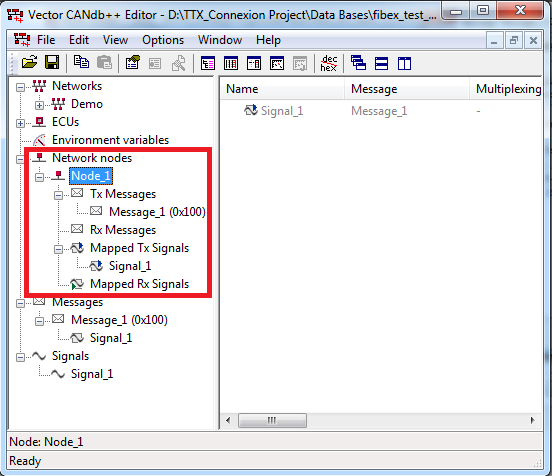 Vector CANdb++ Editor - D:\TTX_Connexion Project\Data Bases\fibex_test_...
File Edit View Options Window Help
dec
hex
Networks
Demo
ECUs
Environment variables
Network nodes
Node_1
Tx Messages
Message_1 (0x100)
Rx Messages
Mapped Tx Signals
Signal_1
Mapped Rx Signals
Messages
Message_1 (0x100)
Signal_1
Signals
Signal_1
Name Message Multiplexing
Signal_1 Message_1 -
Node: Node_1
Ready